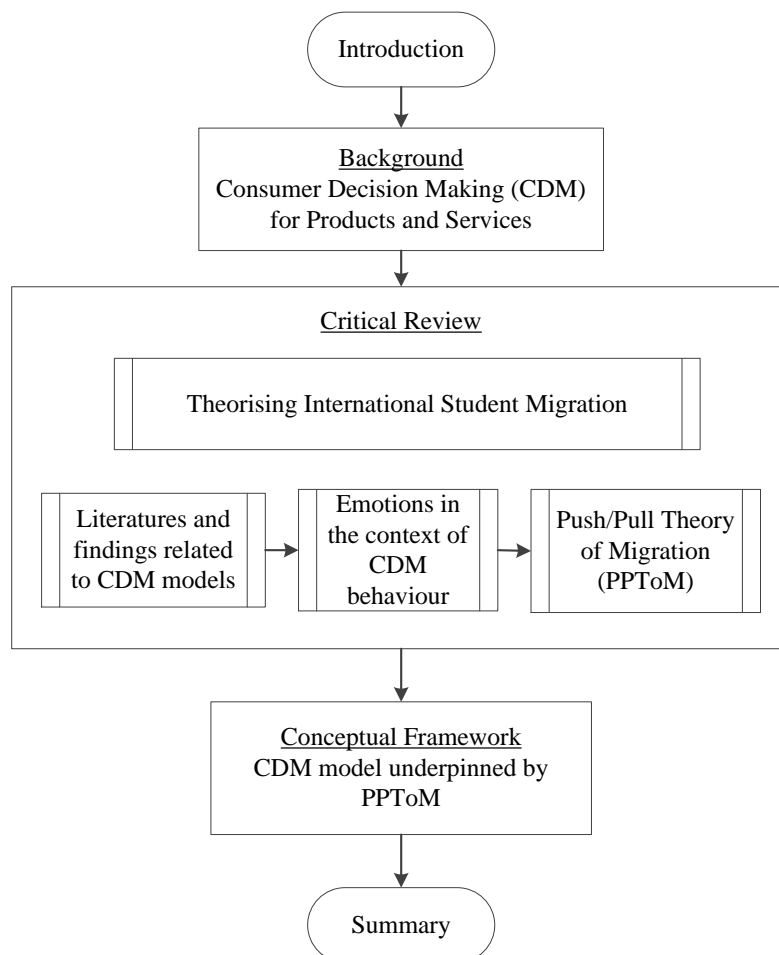 Introduction
Background
Consumer Decision Making (CDM)
for Products and Services
Critical Review
Theorising International Student Migration
Literatures and
findings related
to CDM models
Emotions in
the context of
CDM
behaviour
Push/Pull Theory
of Migration
(PPToM)
Conceptual Framework
CDM model underpinned by
PPToM
Summary